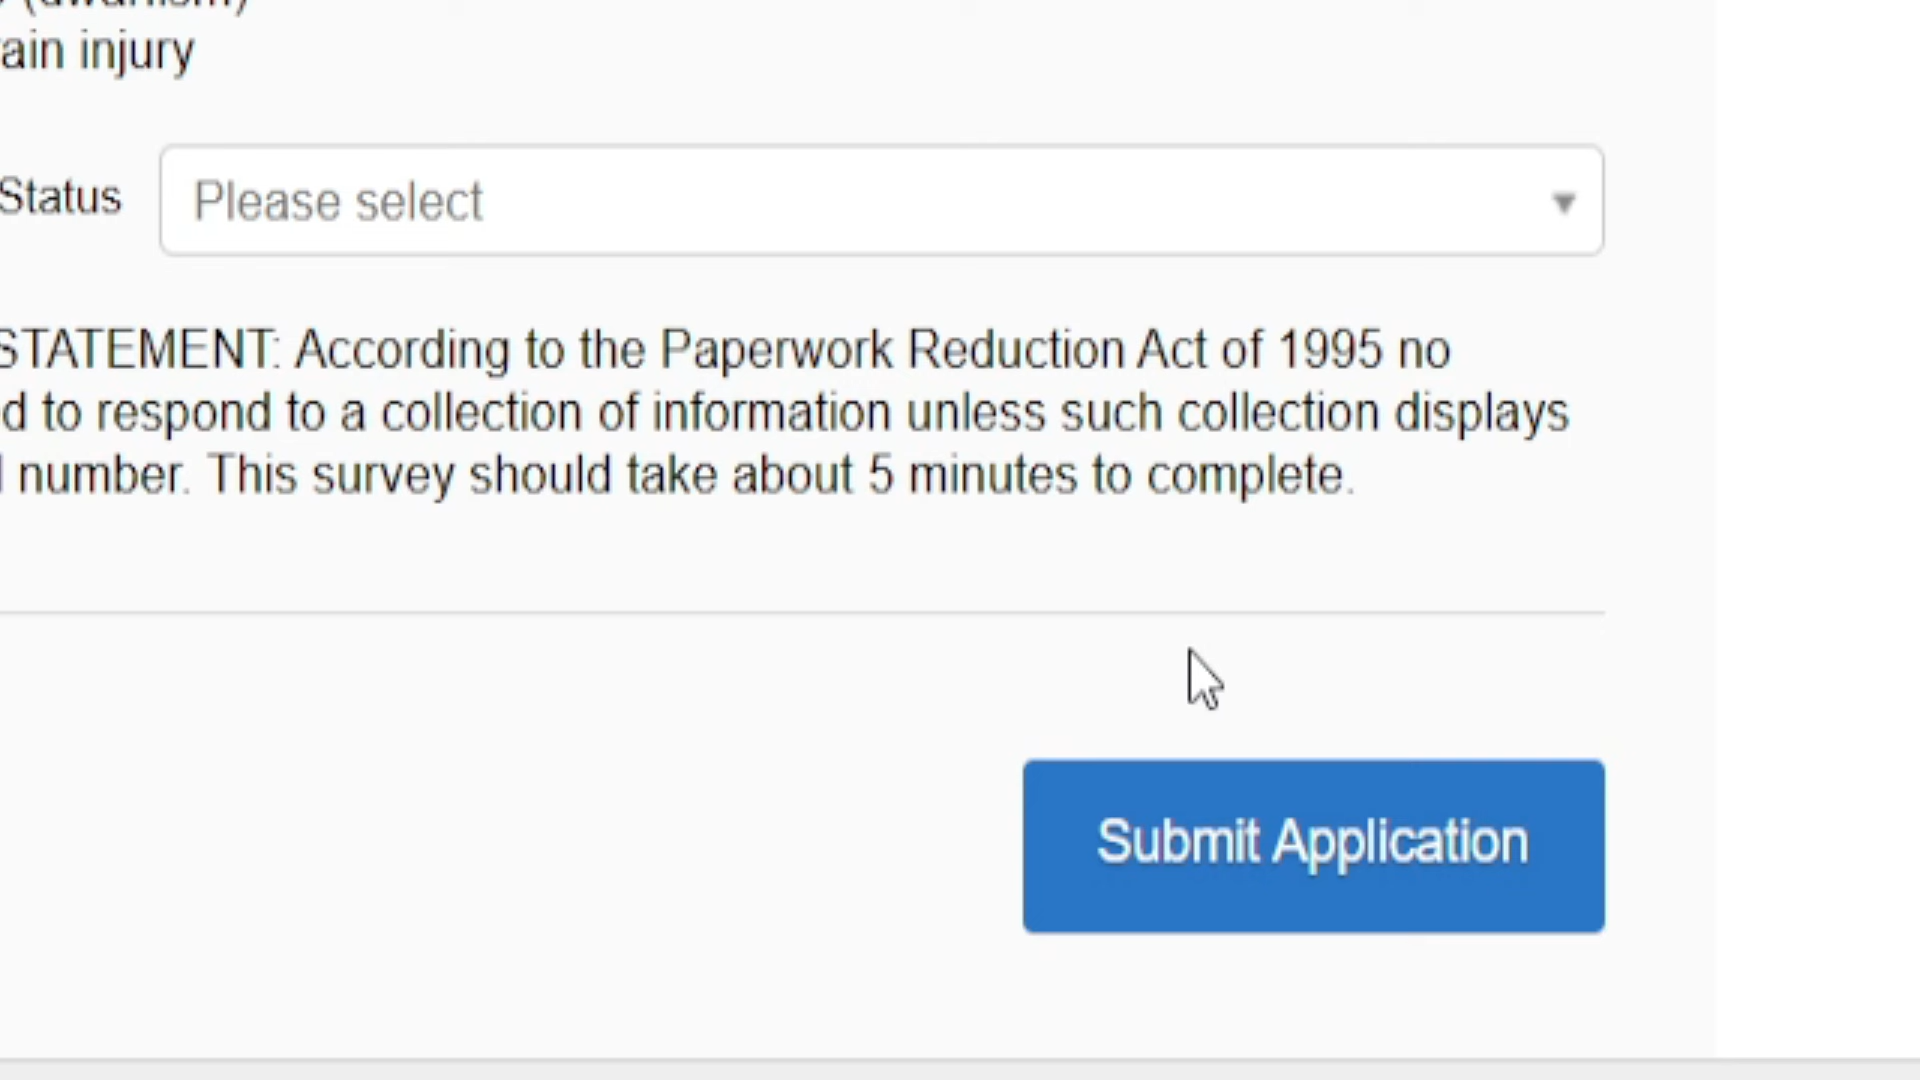 (dwarfism)
ain injury
Status
Please select
STATEMENT: According to the Paperwork Reduction Act of 1995 no
d to respond to a collection of information unless such collection displays
number. This survey should take about 5 minutes to complete.
Submit Application